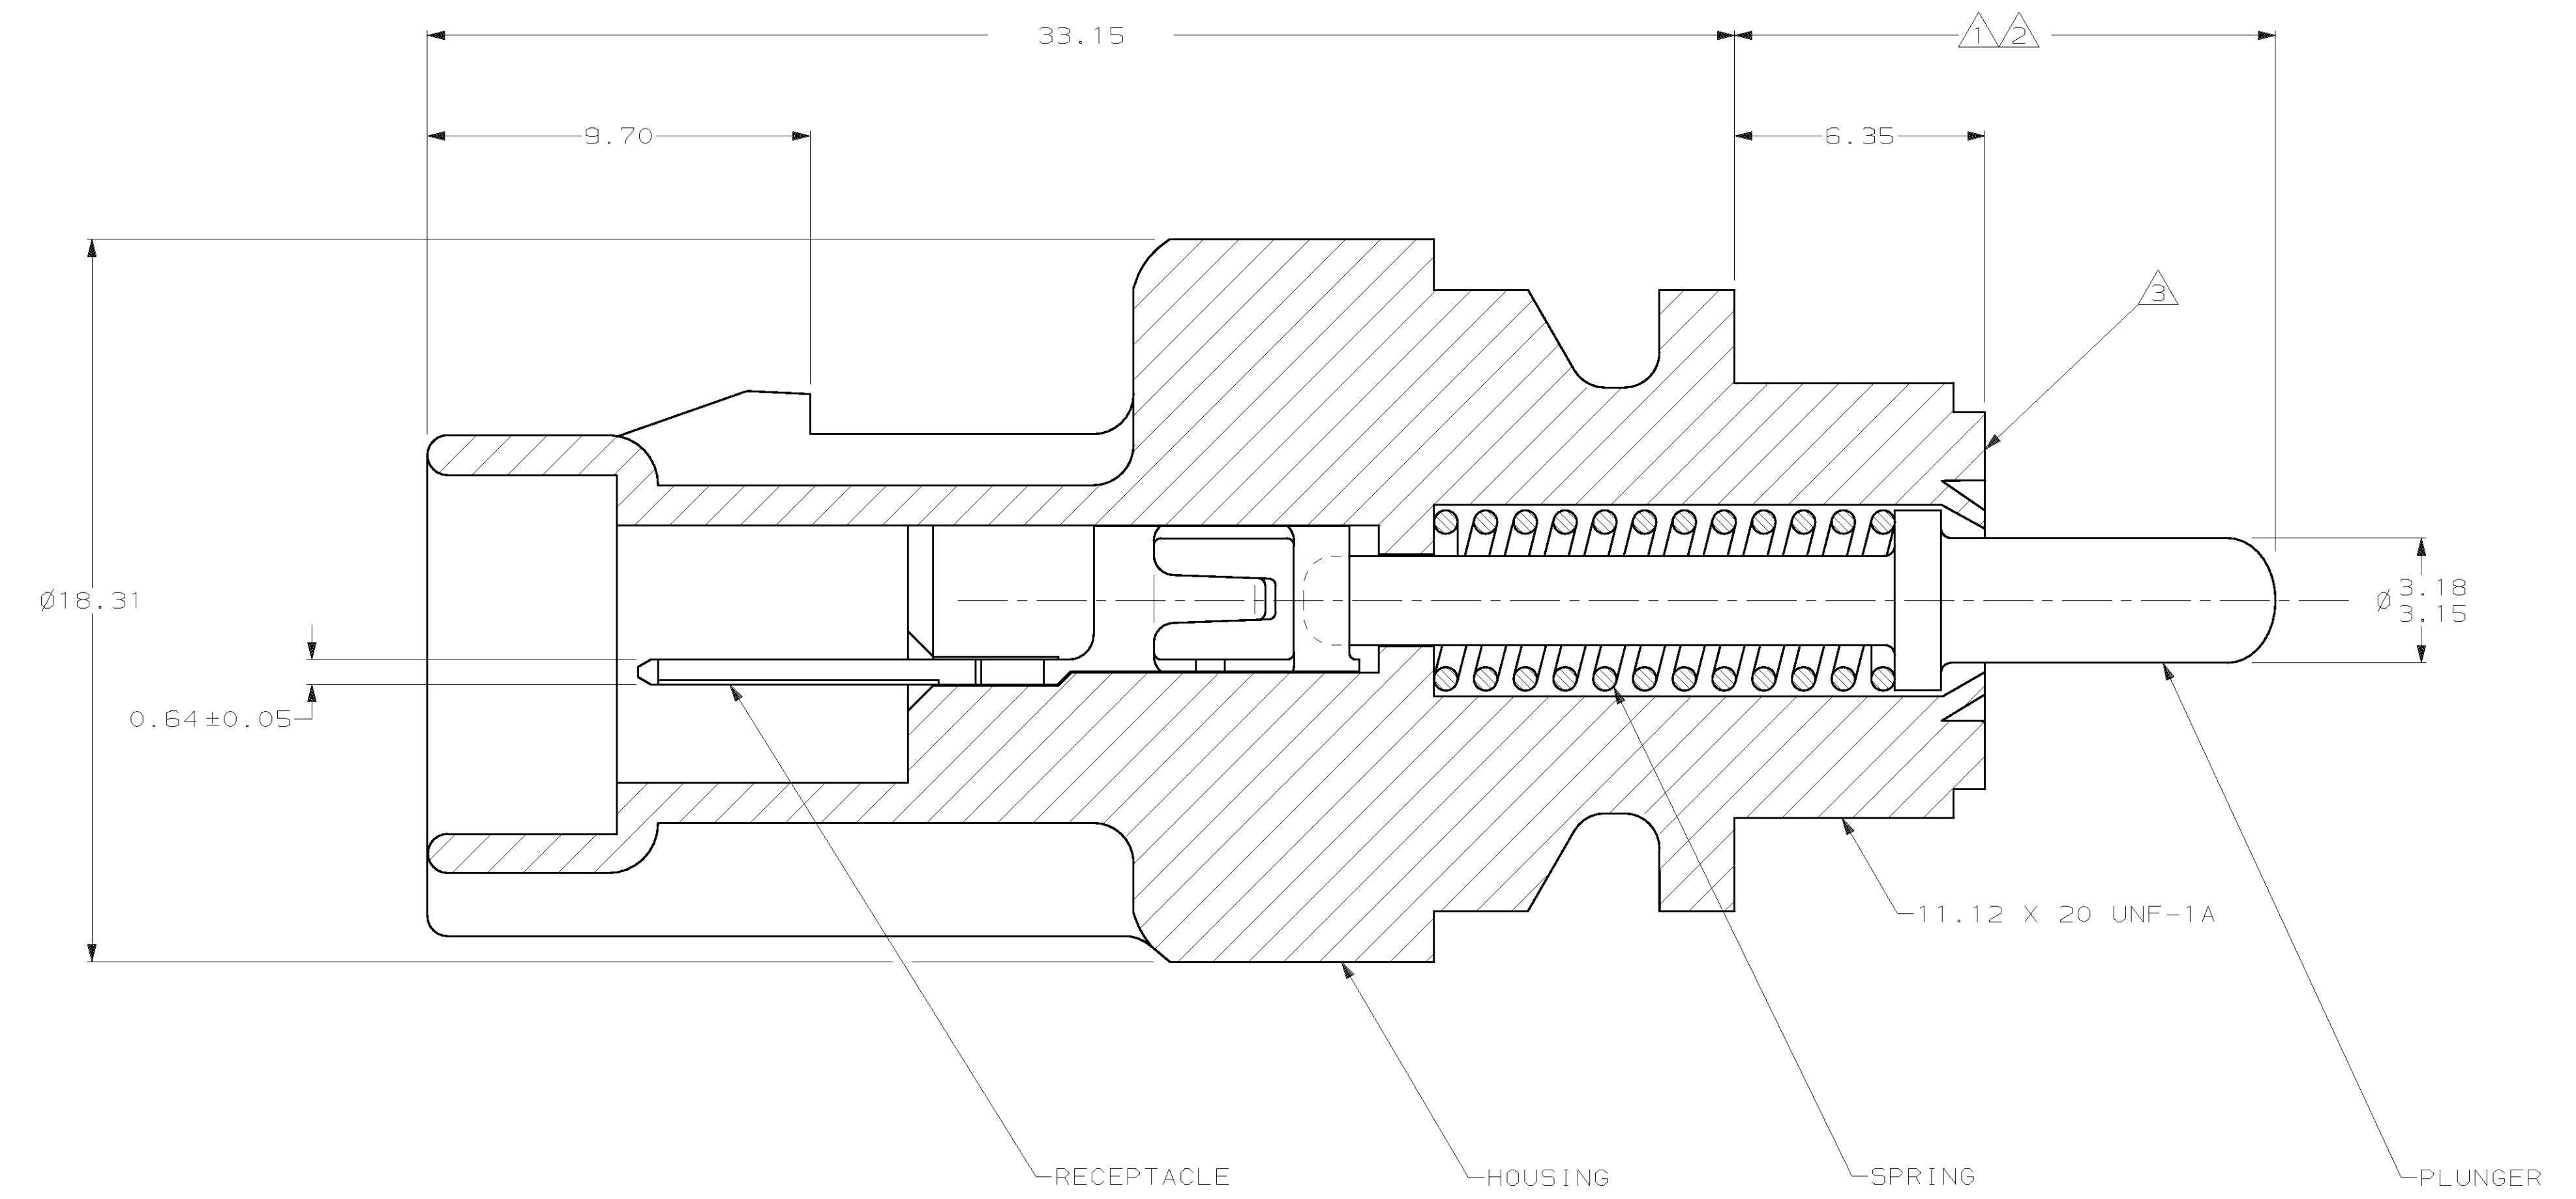 33.15
1 2
9.70
6.35
3
Ø18.31
Ø 3.18
3.15
0.64±0.05
11.12 X 20 UNF-1A
RECEPTACLE
HOUSING
SPRING
PLUNGER